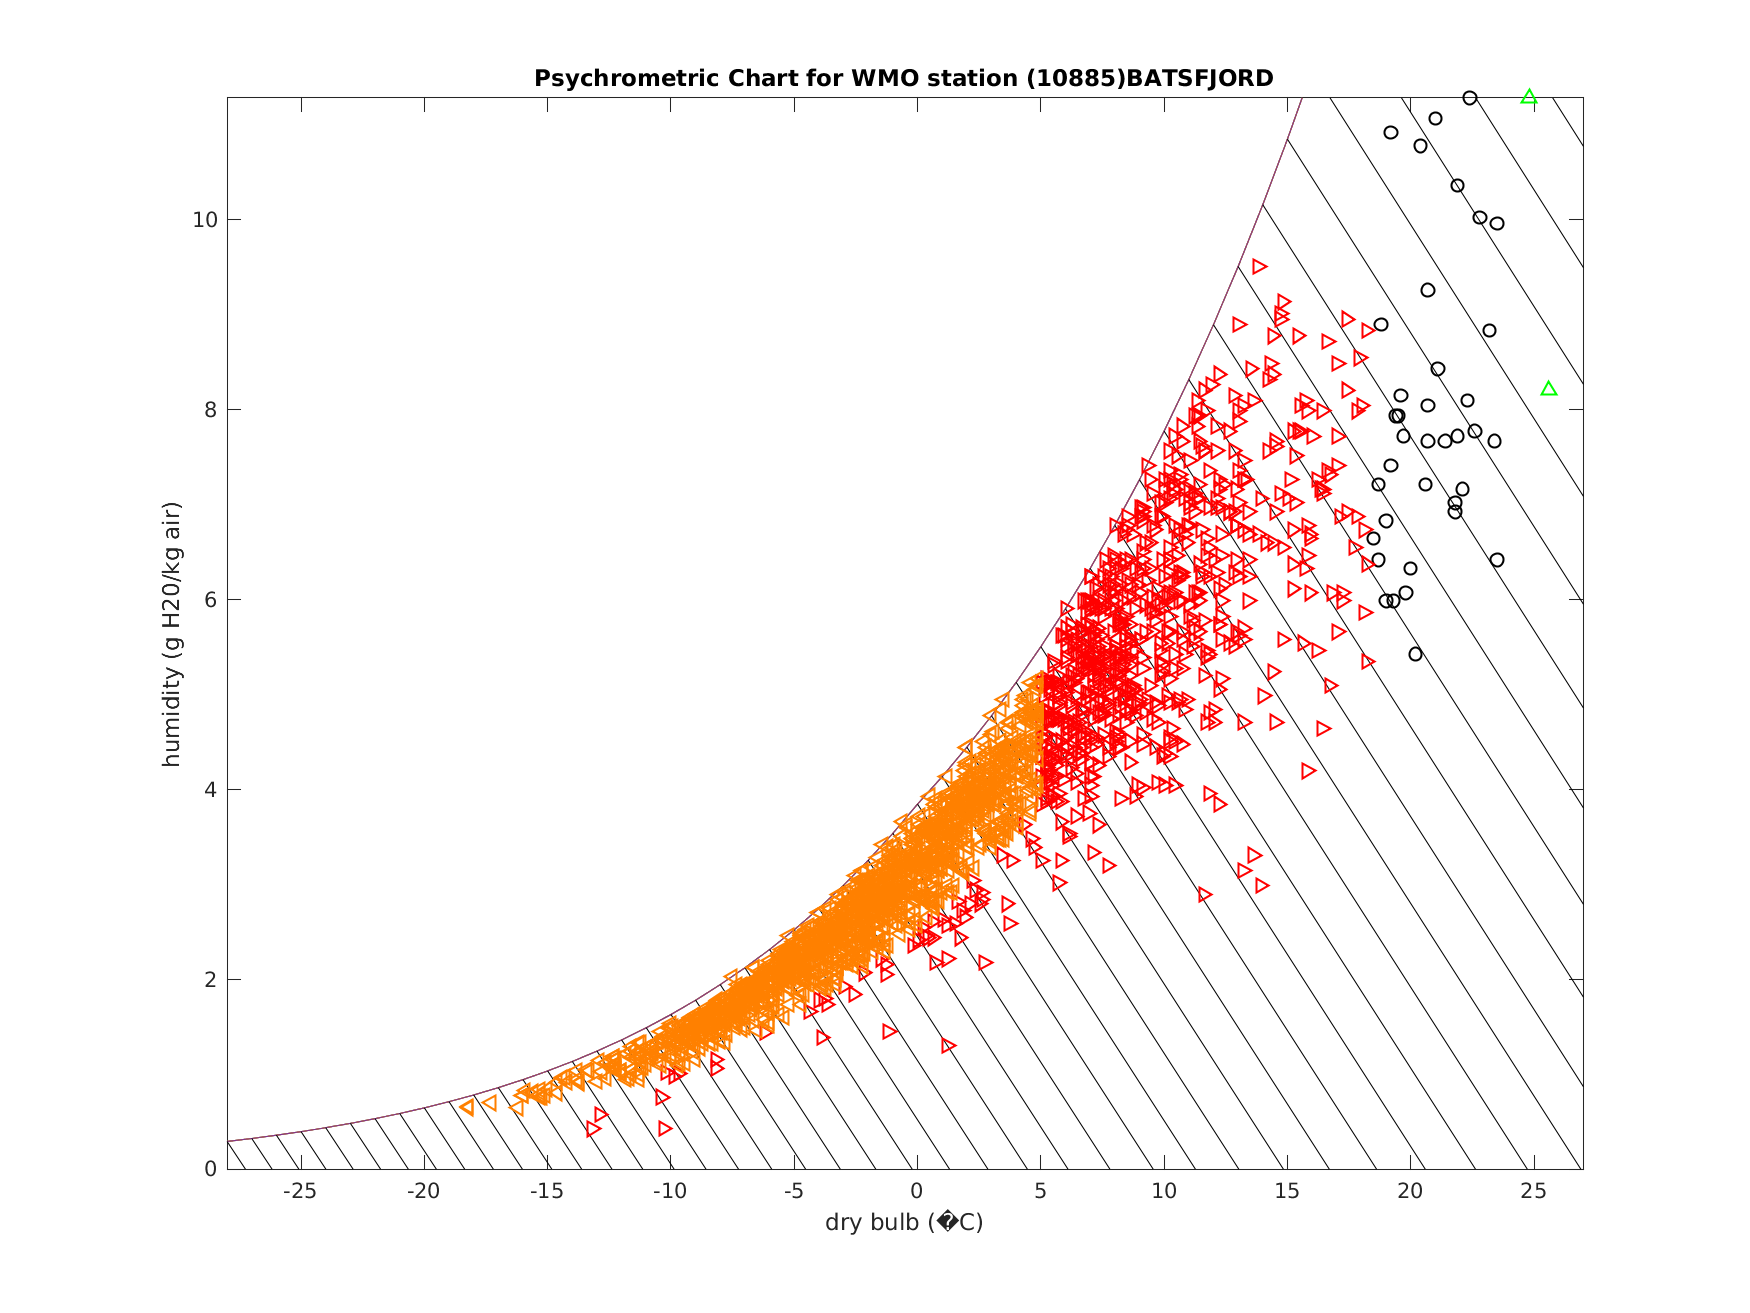 Psychrometric Chart for WMO station (10885)BATSFJORD
humidity (g H20/kg air)
10
8
6
4
2
0
-25 -20 -15 -10 -5 0 5 10 15 20 25
dry bulb (�C)